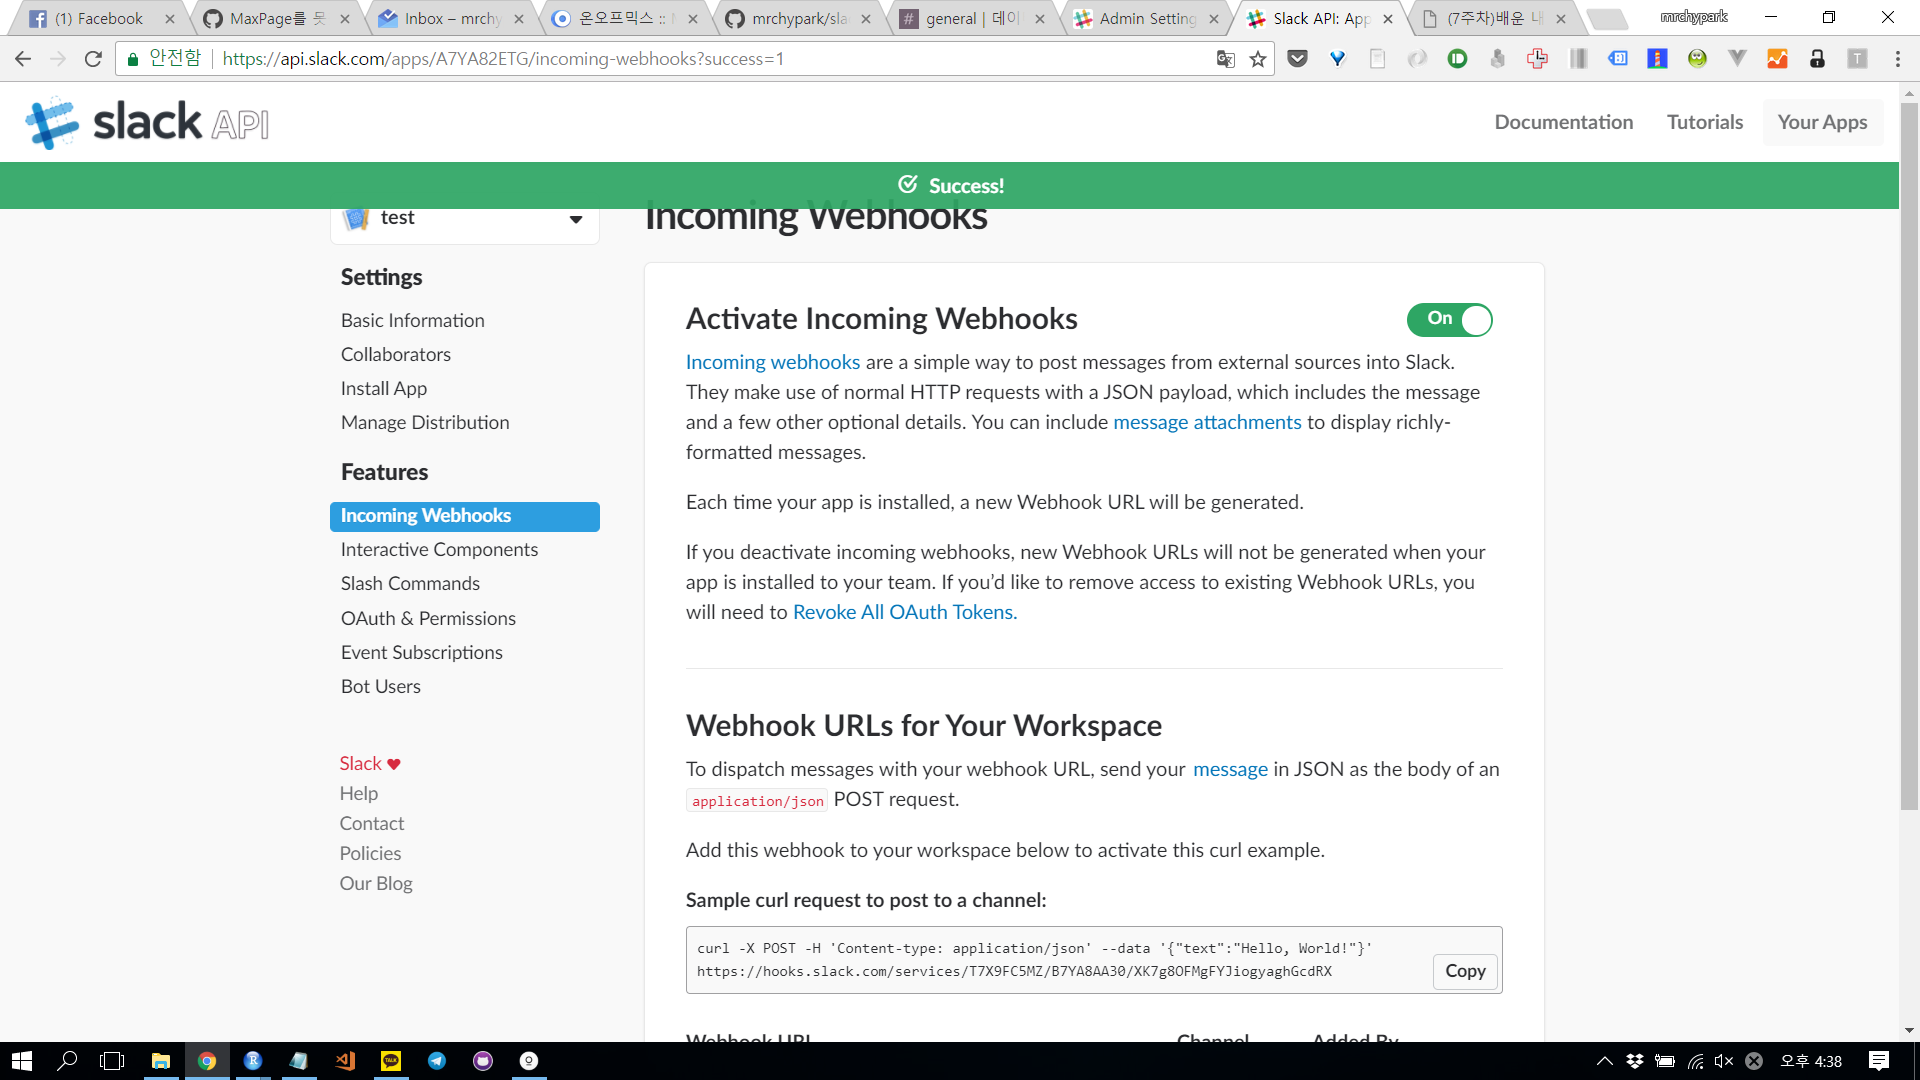 (1) Facebook
MaxPage를 못
Inbox – mrchy
온오프믹스 ::
mrchypark/sla
general | 데이
Admin Setting
Slack API: App
(7주차)배운 내
mrchypark
안전함
https://api.slack.com/apps/A7YA82ETG/incoming-webhooks?success=1
slack API
Documentation
Tutorials
Your Apps
Success!
test
Incoming Webhooks
Settings
Basic Information
Collaborators
Install App
Manage Distribution
Features
Incoming Webhooks
Interactive Components
Slash Commands
OAuth & Permissions
Event Subscriptions
Bot Users
Slack ♥
Help
Contact
Policies
Our Blog
Activate Incoming Webhooks
On
Incoming webhooks are a simple way to post messages from external sources into Slack.
They make use of normal HTTP requests with a JSON payload, which includes the message
and a few other optional details. You can include message attachments to display richly-
formatted messages.
Each time your app is installed, a new Webhook URL will be generated.
If you deactivate incoming webhooks, new Webhook URLs will not be generated when your
app is installed to your team. If you’d like to remove access to existing Webhook URLs, you
will need to Revoke All OAuth Tokens.
Webhook URLs for Your Workspace
To dispatch messages with your webhook URL, send your message in JSON as the body of an
application/json POST request.
Add this webhook to your workspace below to activate this curl example.
Sample curl request to post to a channel:
curl -X POST -H 'Content-type: application/json' --data '{"text":"Hello, World!"}'
https://hooks.slack.com/services/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
Copy
Webhook URL
Channel
Added By
오후 4:38